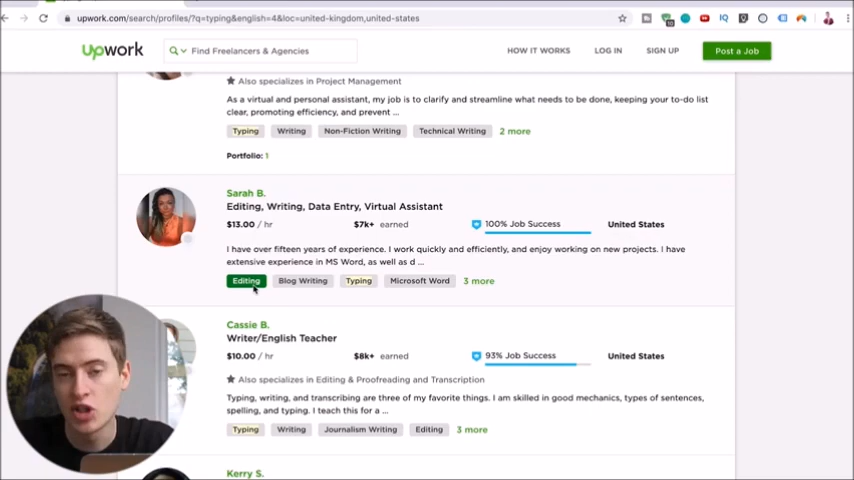 upwork.com/search/profiles/?q=typing&english=4&loc=united-kingdom,united-states
upwork
Find Freelancers & Agencies
HOW IT WORKS
LOG IN
SIGN UP
Post a Job
Also specializes in Project Management
As a virtual and personal assistant, my job is to clarify and streamline what needs to be done, keeping your to-do list
clear, promoting efficiency, and prevent ...
Typing Writing Non-Fiction Writing Technical Writing 2 more
Portfolio: 1
Sarah B.
Editing, Writing, Data Entry, Virtual Assistant
$13.00 / hr $7k+ earned 100% Job Success United States
I have over fifteen years of experience. I work quickly and efficiently, and enjoy working on new projects. I have
extensive experience in MS Word, as well as d ...
Editing Blog Writing Typing Microsoft Word 3 more
Cassie B.
Writer/English Teacher
$10.00 / hr $8k+ earned 93% Job Success United States
Also specializes in Editing & Proofreading and Transcription
Typing, writing, and transcribing are three of my favorite things. I am skilled in good mechanics, types of sentences,
spelling, and typing. I teach this for a ...
Typing Writing Journalism Writing Editing 3 more
Kerry S.